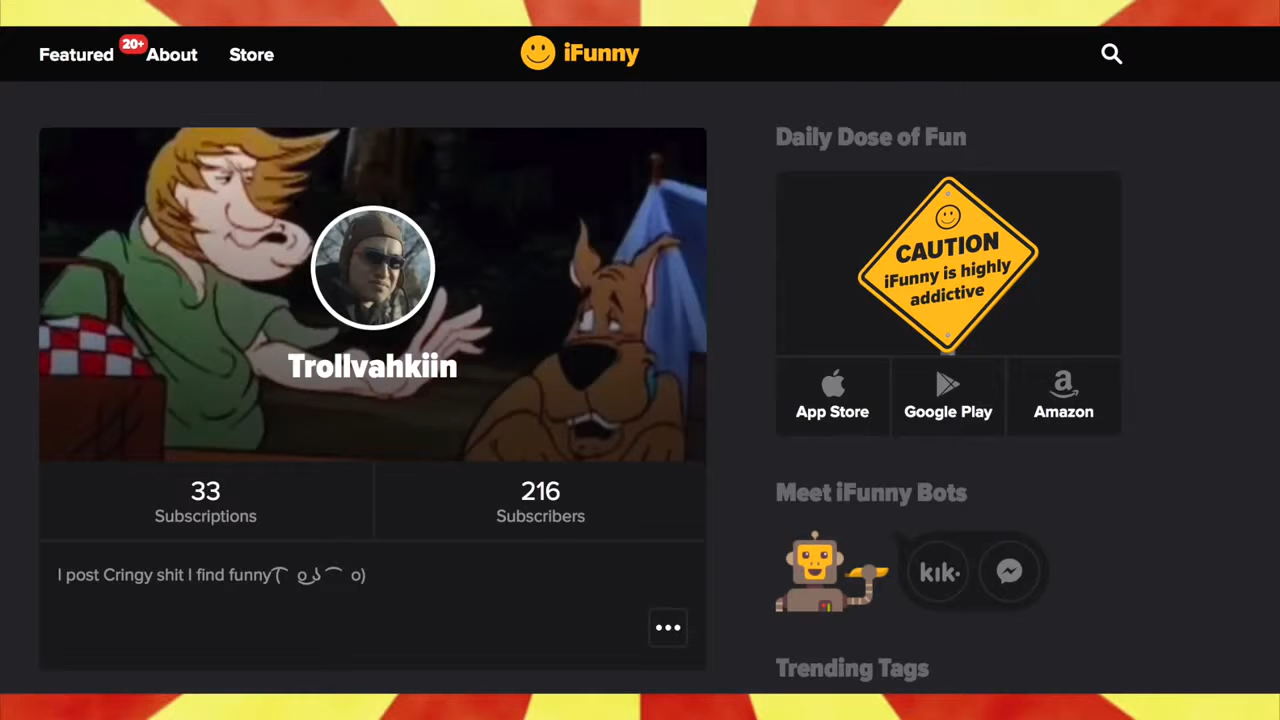 Featured 20+ About Store
iFunny
Trollvahkiin
33
Subscriptions
216
Subscribers
I post Cringy shit I find funny( ͡ o ͜ʖ ͡ o)
Daily Dose of Fun
CAUTION
iFunny is highly
addictive
App Store
Google Play
a
Amazon
Meet iFunny Bots
kik.
Trending Tags